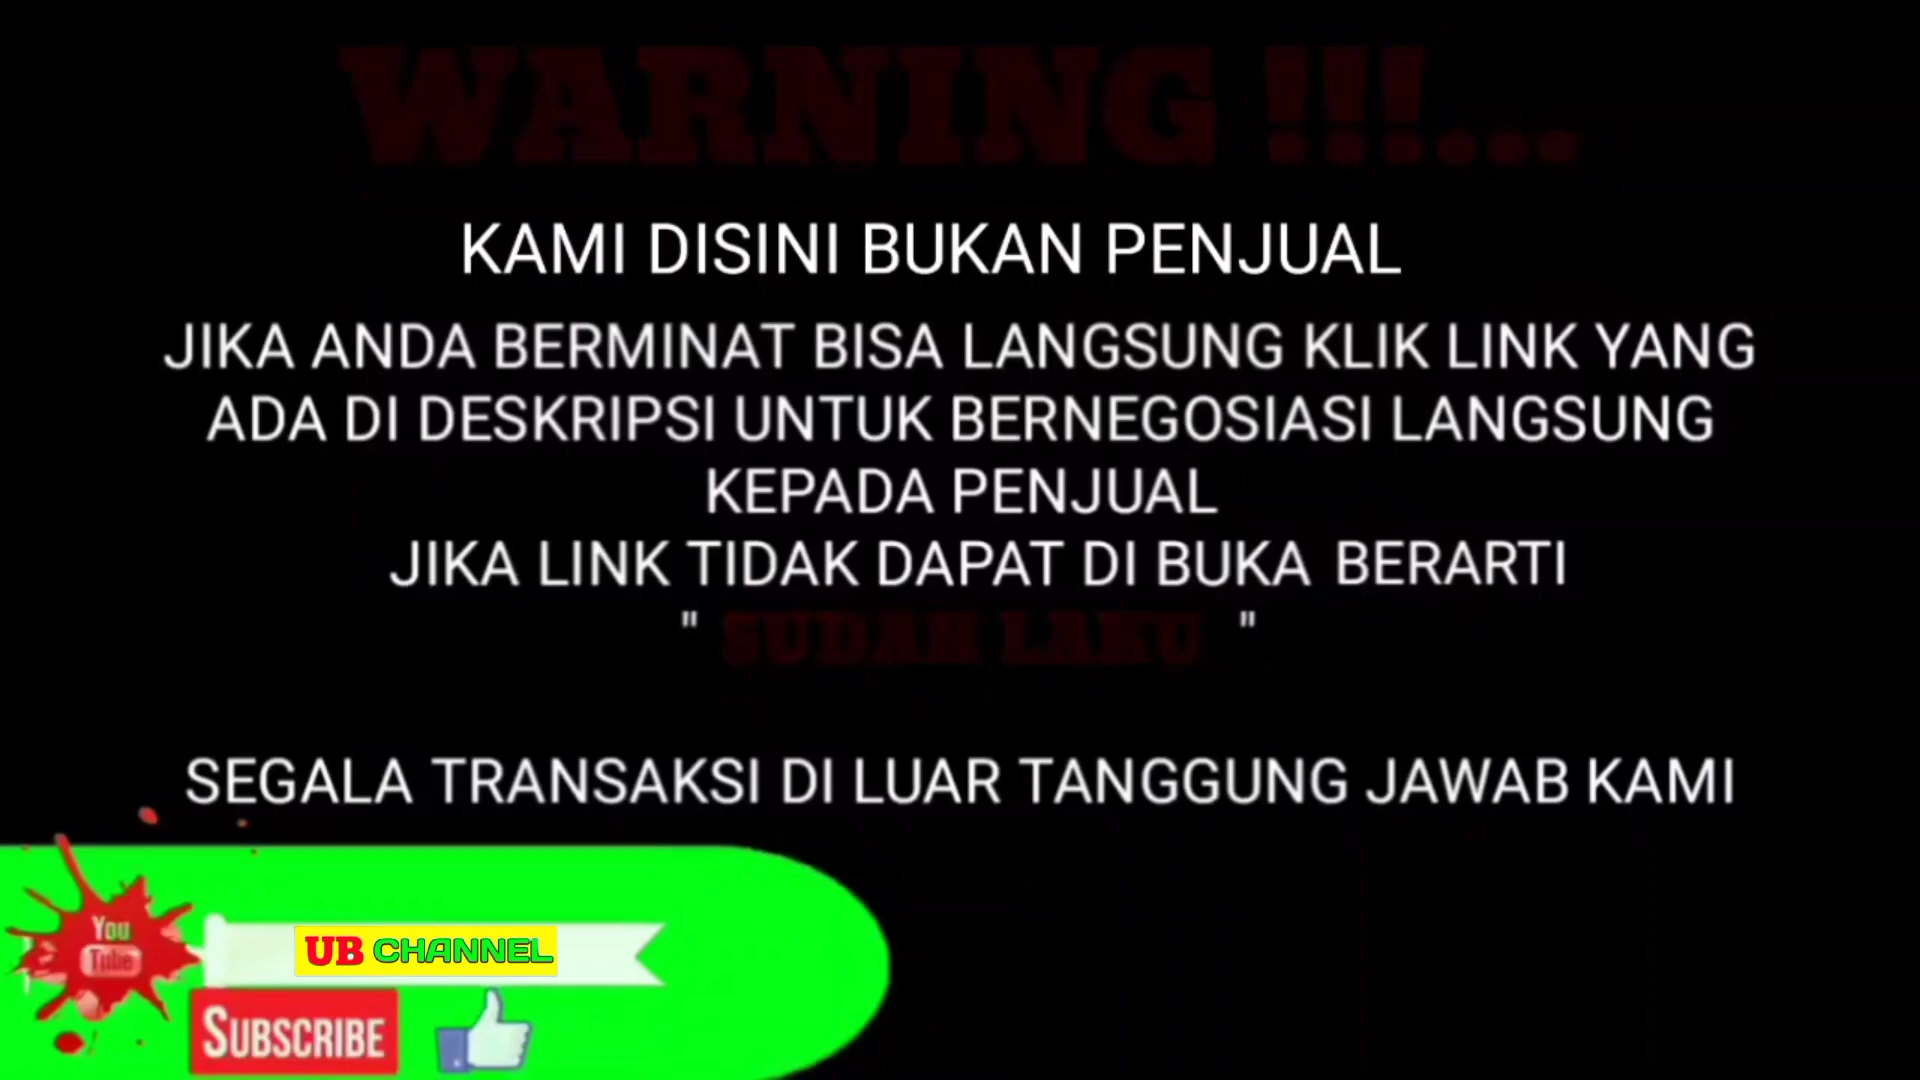 WARNING !!!...
KAMI DISINI BUKAN PENJUAL
JIKA ANDA BERMINAT BISA LANGSUNG KLIK LINK YANG
ADA DI DESKRIPSI UNTUK BERNEGOSIASI LANGSUNG
KEPADA PENJUAL
JIKA LINK TIDAK DAPAT DI BUKA BERARTI
" SUDAH LAKU "
SEGALA TRANSAKSI DI LUAR TANGGUNG JAWAB KAMI
You
Tube
UB CHANNEL
SUBSCRIBE